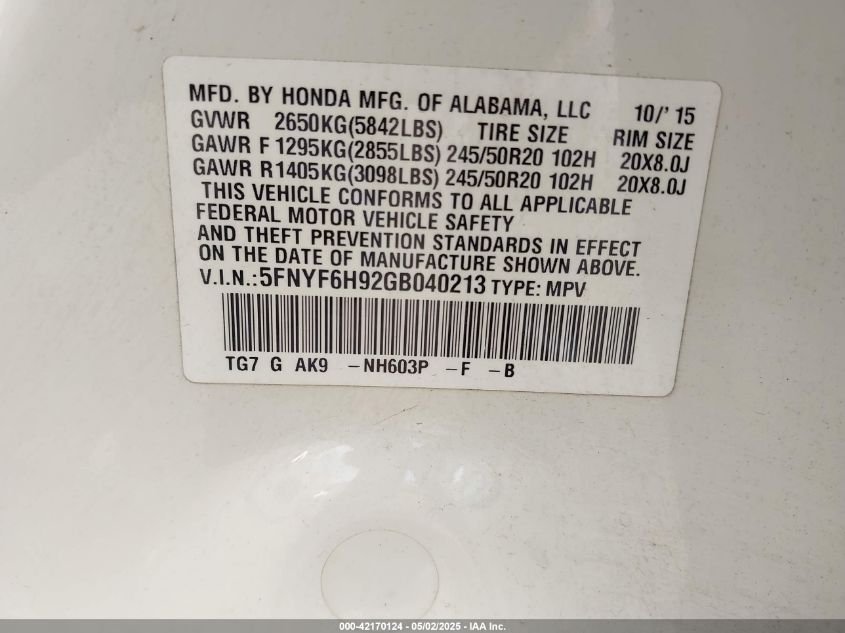 MFD. BY HONDA MFG. OF ALABAMA, LLC 10/'15
GVWR 2650KG(5842LBS) TIRE SIZE RIM SIZE
GAWR F 1295KG(2855LBS) 245/50R20 102H 20X8.0J
GAWR R1405KG(3098LBS) 245/50R20 102H 20X8.0J
THIS VEHICLE CONFORMS TO ALL APPLICABLE
FEDERAL MOTOR VEHICLE SAFETY
AND THEFT PREVENTION STANDARDS IN EFFECT
ON THE DATE OF MANUFACTURE SHOWN ABOVE.
V.I.N.:5FNYF6H92GB040213 TYPE: MPV
TG7 G AK9 -NH603P -F -B
000-42170124 - 05/02/2025 - IAA Inc.